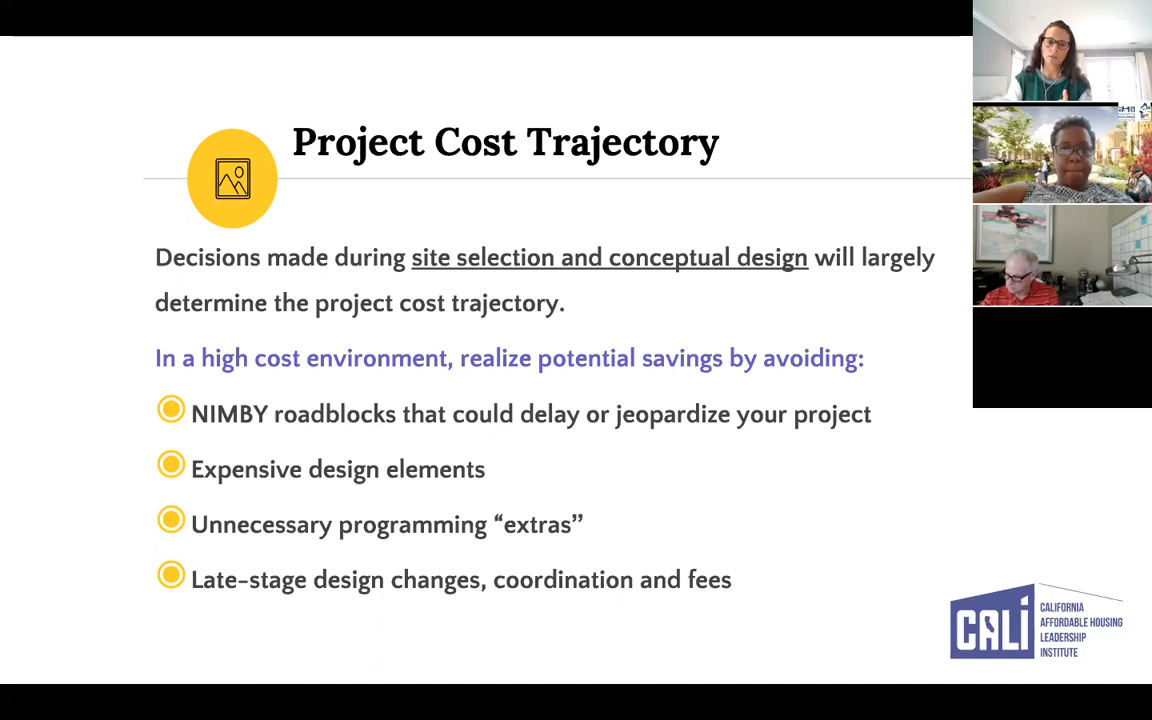 Project Cost Trajectory
Decisions made during site selection and conceptual design will largely
determine the project cost trajectory.
In a high cost environment, realize potential savings by avoiding:
NIMBY roadblocks that could delay or jeopardize your project
Expensive design elements
Unnecessary programming “extras”
Late-stage design changes, coordination and fees
CALi
CALIFORNIA
AFFORDABLE HOUSING
LEADERSHIP
INSTITUTE